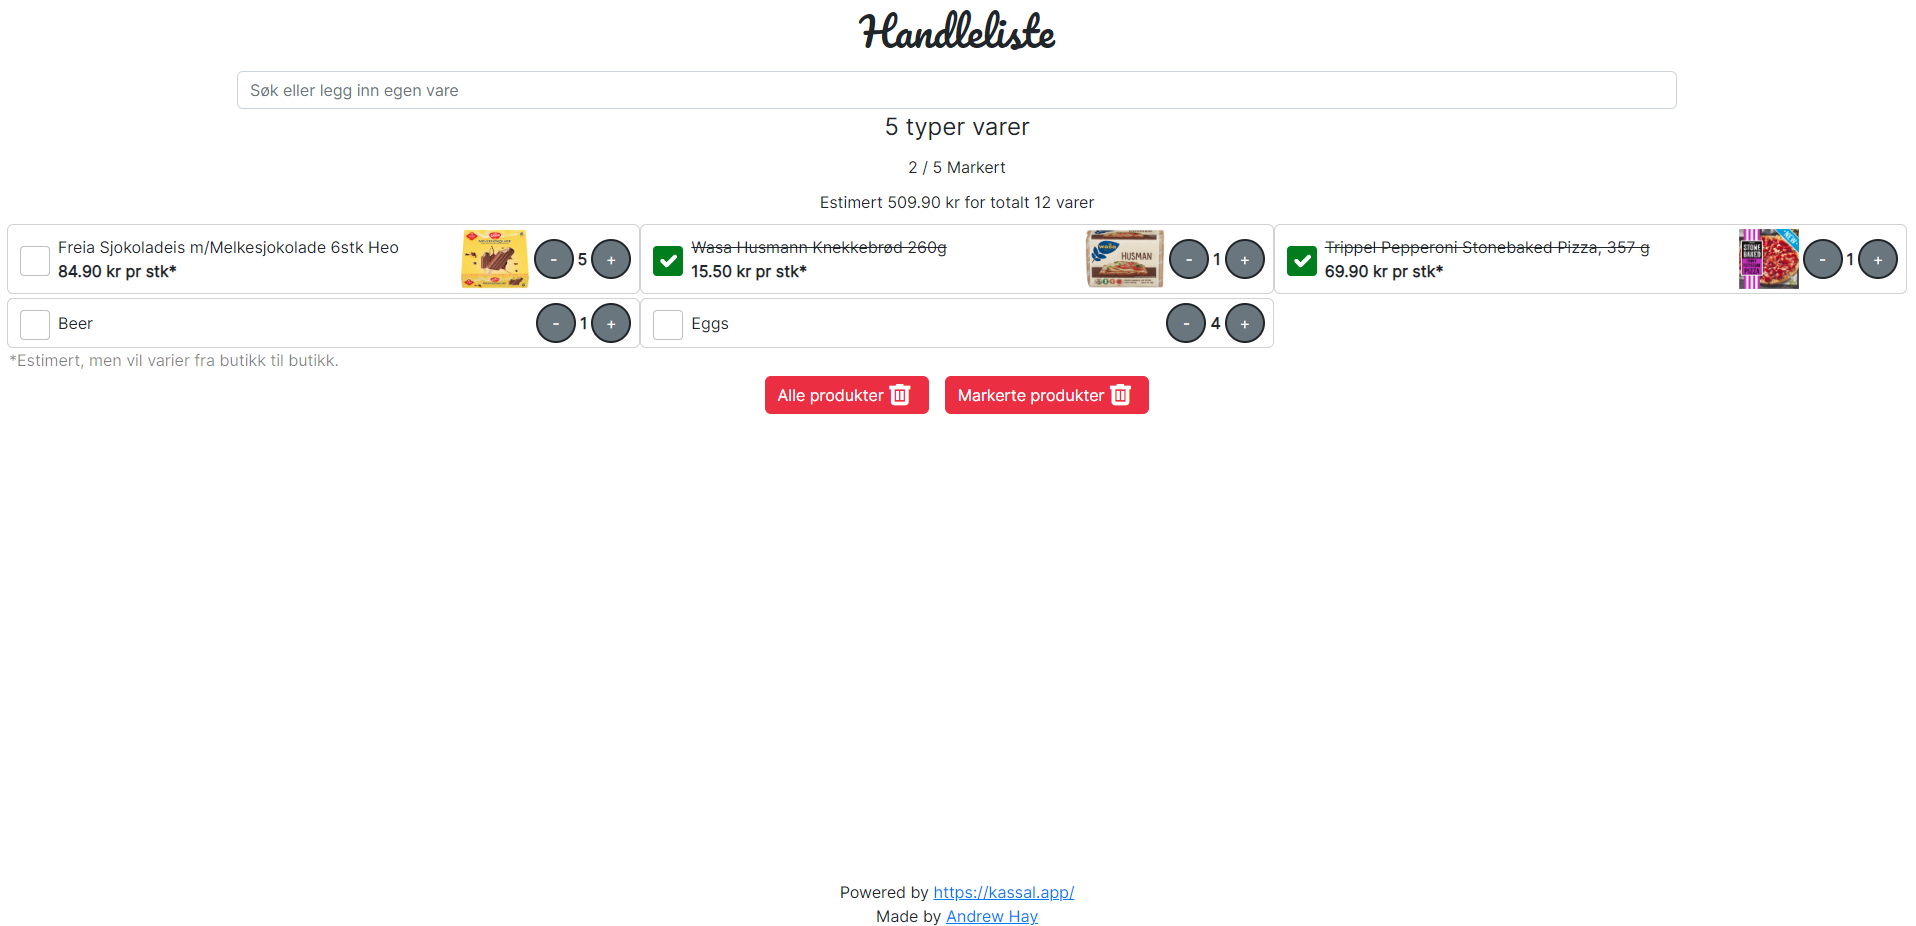 Handleliste
Søk eller legg inn egen vare
5 typer varer
2 / 5 Markert
Estimert 509.90 kr for totalt 12 varer
Freia Sjokoladeis m/Melkesjokolade 6stk Heo
84.90 kr pr stk*
- 5 +
Wasa Husmann Knekkebrød 260g
15.50 kr pr stk*
Wasa
HUSMAN
- 1 +
Trippel Pepperoni Stonebaked Pizza, 357 g
69.90 kr pr stk*
STONE
BAKED
PIZZA
- 1 +
Beer
- 1 +
Eggs
- 4 +
*Estimert, men vil varier fra butikk til butikk.
Alle produkter
Markerte produkter
Powered by https://kassal.app/
Made by Andrew Hay